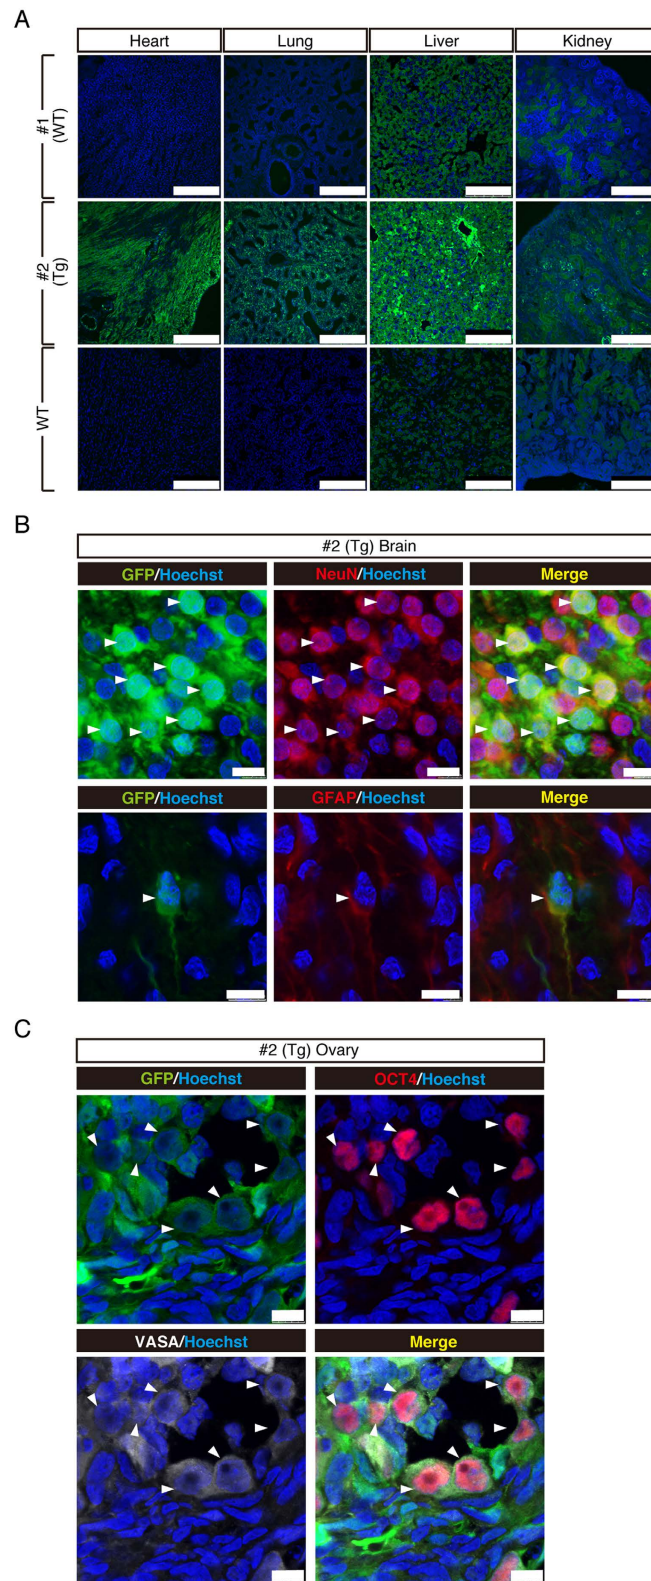 A
Heart Lung Liver Kidney
#1
(WT)
#2
(Tg)
WT
B
#2 (Tg) Brain
GFP/Hoechst NeuN/Hoechst Merge
GFP/Hoechst GFAP/Hoechst Merge
C
#2 (Tg) Ovary
GFP/Hoechst OCT4/Hoechst
VASA/Hoechst Merge